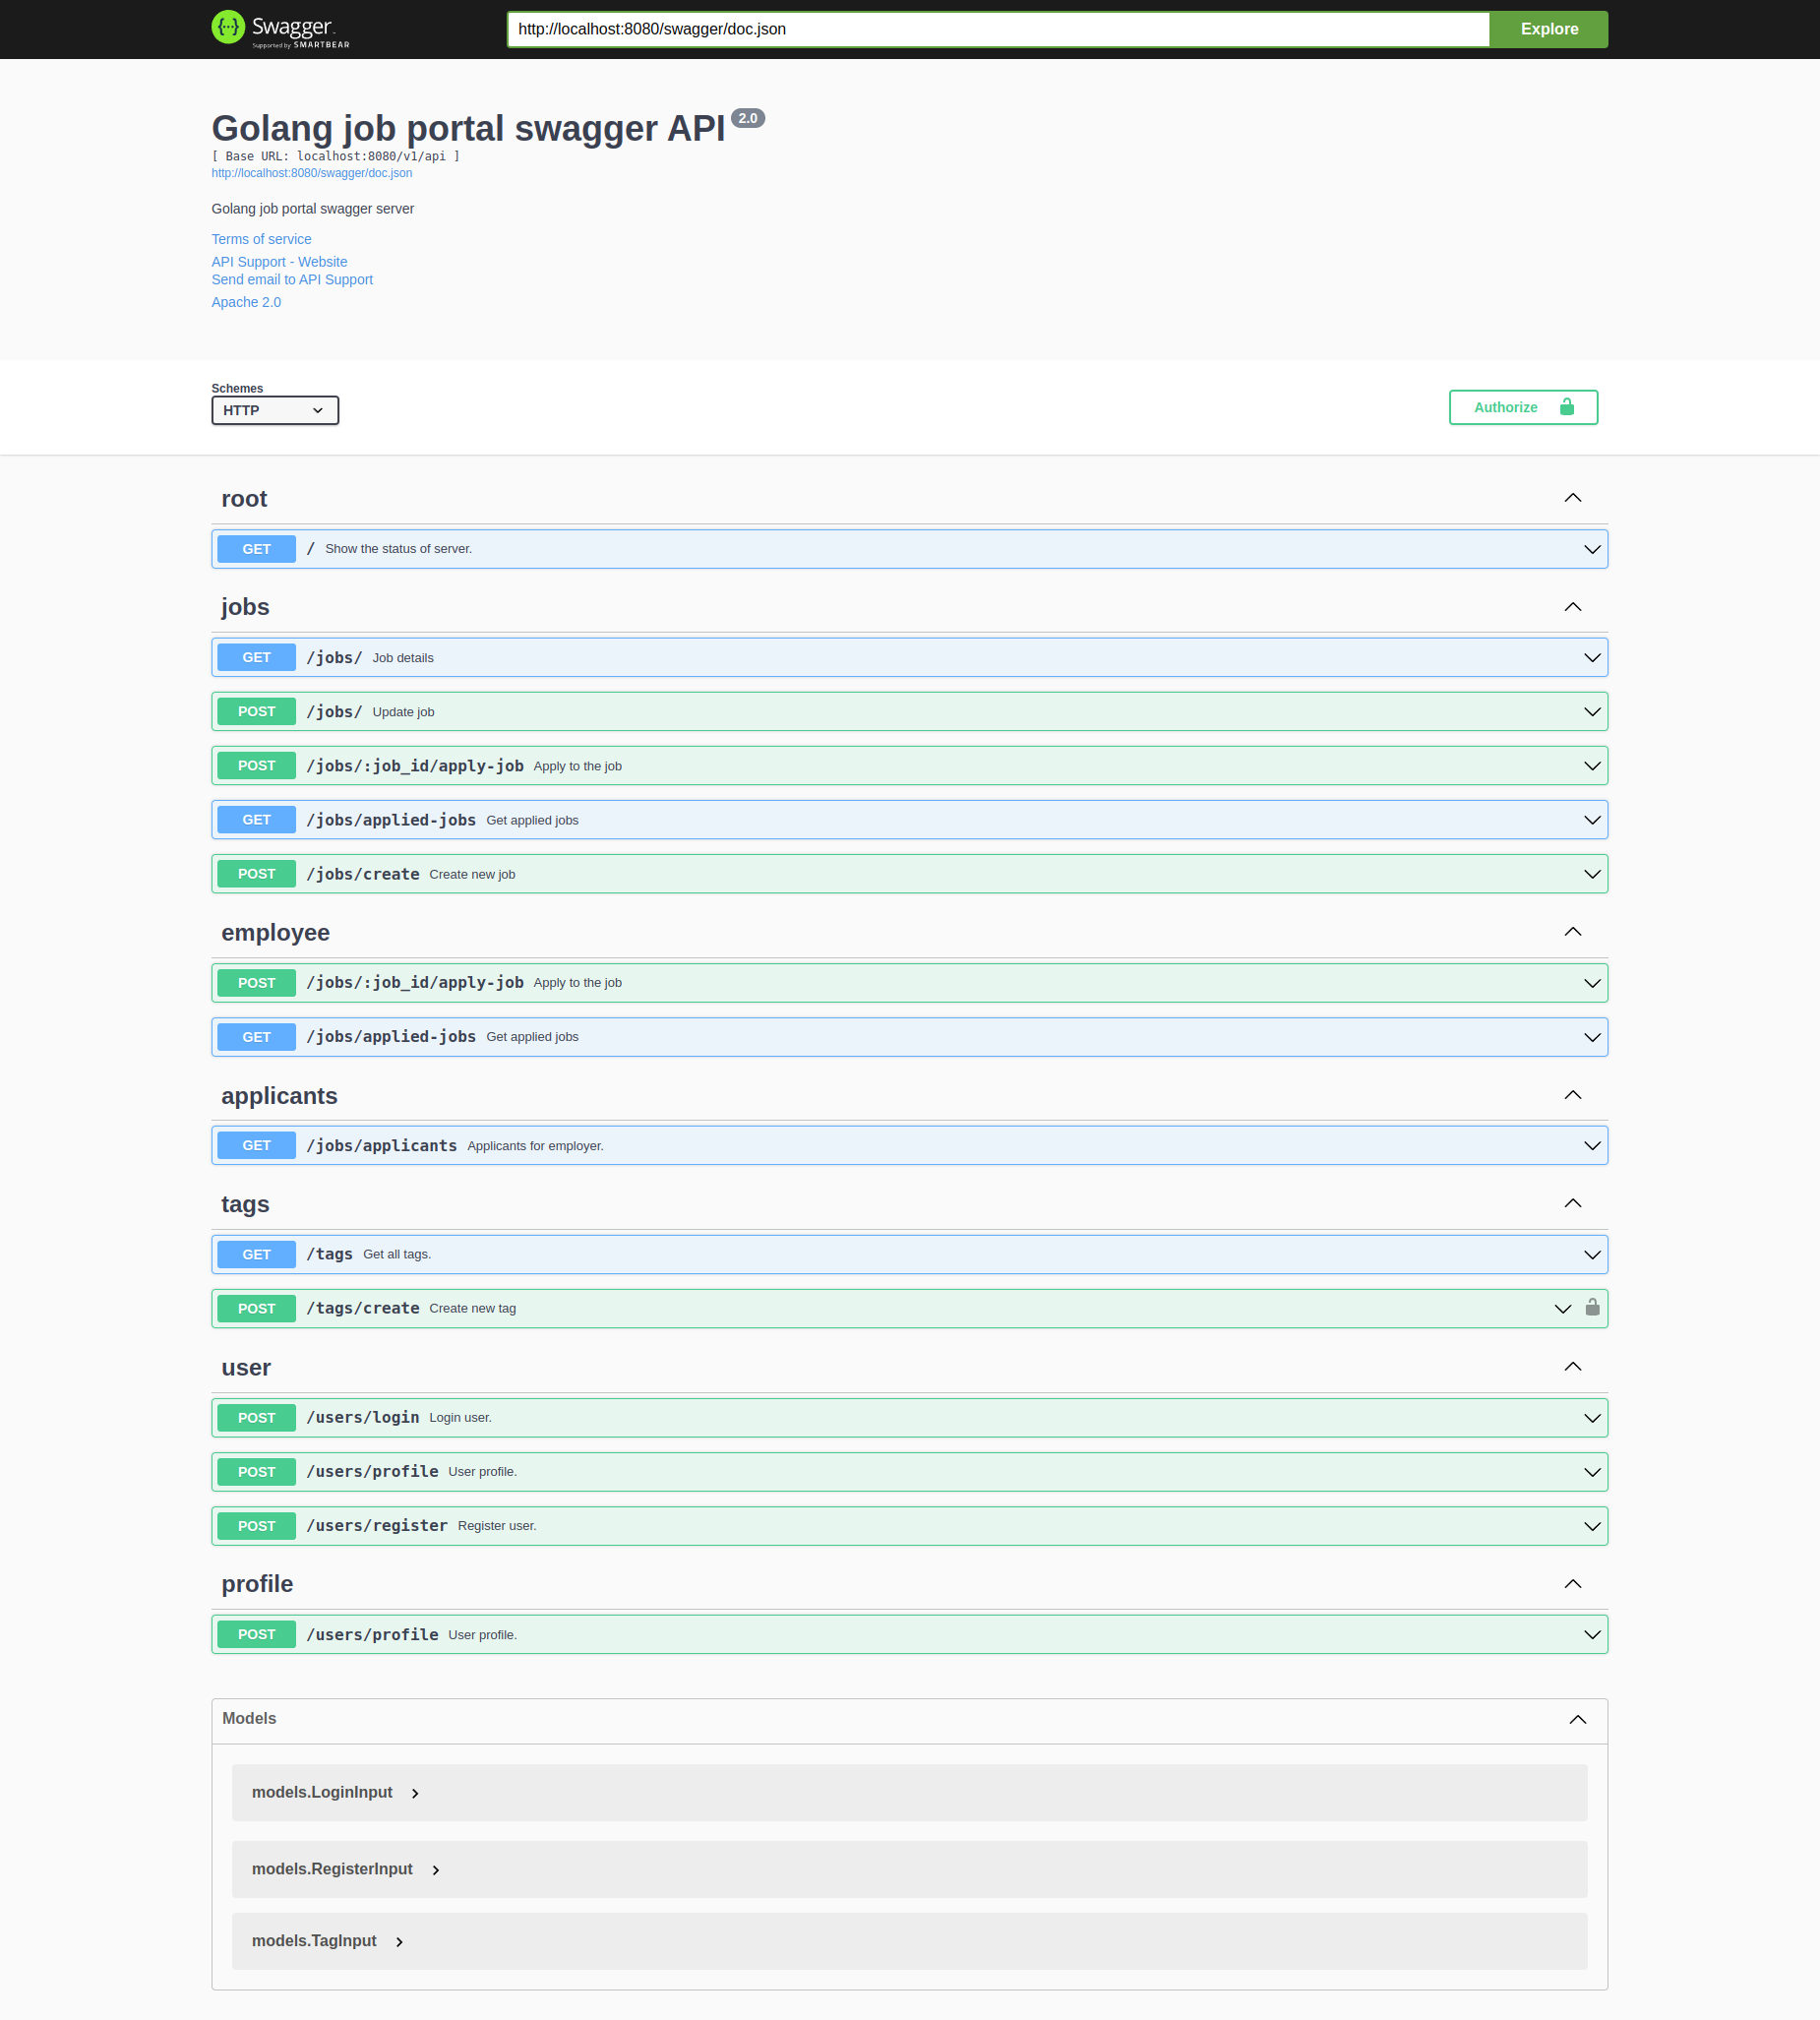 Swagger
Supported by SMARTBEAR
http://localhost:8080/swagger/doc.json
Explore
Golang job portal swagger API 2.0
[ Base URL: localhost:8080/v1/api ]
http://localhost:8080/swagger/doc.json
Golang job portal swagger server
Terms of service
API Support - Website
Send email to API Support
Apache 2.0
Schemes
HTTP
Authorize
root
GET / Show the status of server.
jobs
GET /jobs/ Job details
POST /jobs/ Update job
POST /jobs/:job_id/apply-job Apply to the job
GET /jobs/applied-jobs Get applied jobs
POST /jobs/create Create new job
employee
POST /jobs/:job_id/apply-job Apply to the job
GET /jobs/applied-jobs Get applied jobs
applicants
GET /jobs/applicants Applicants for employer.
tags
GET /tags Get all tags.
POST /tags/create Create new tag
user
POST /users/login Login user.
POST /users/profile User profile.
POST /users/register Register user.
profile
POST /users/profile User profile.
Models
models.LoginInput
models.RegisterInput
models.TagInput